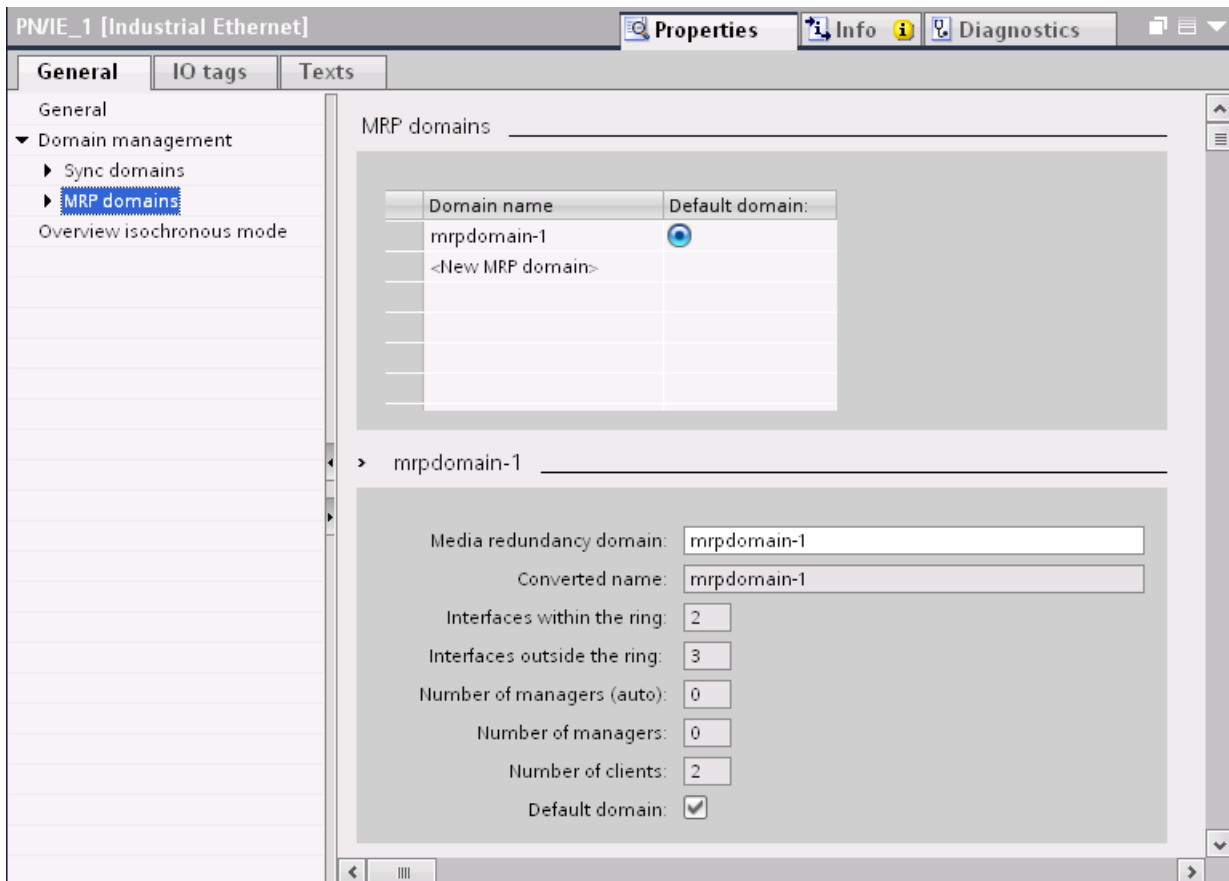 PN/IE_1 [Industrial Ethernet]
Properties
Info
Diagnostics
General
IO tags
Texts
General
Domain management
Sync domains
MRP domains
Overview isochronous mode
MRP domains
Domain name
Default domain:
mrpdomain-1
<New MRP domain>
mrpdomain-1
Media redundancy domain: mrpdomain-1
Converted name: mrpdomain-1
Interfaces within the ring: 2
Interfaces outside the ring: 3
Number of managers (auto): 0
Number of managers: 0
Number of clients: 2
Default domain: